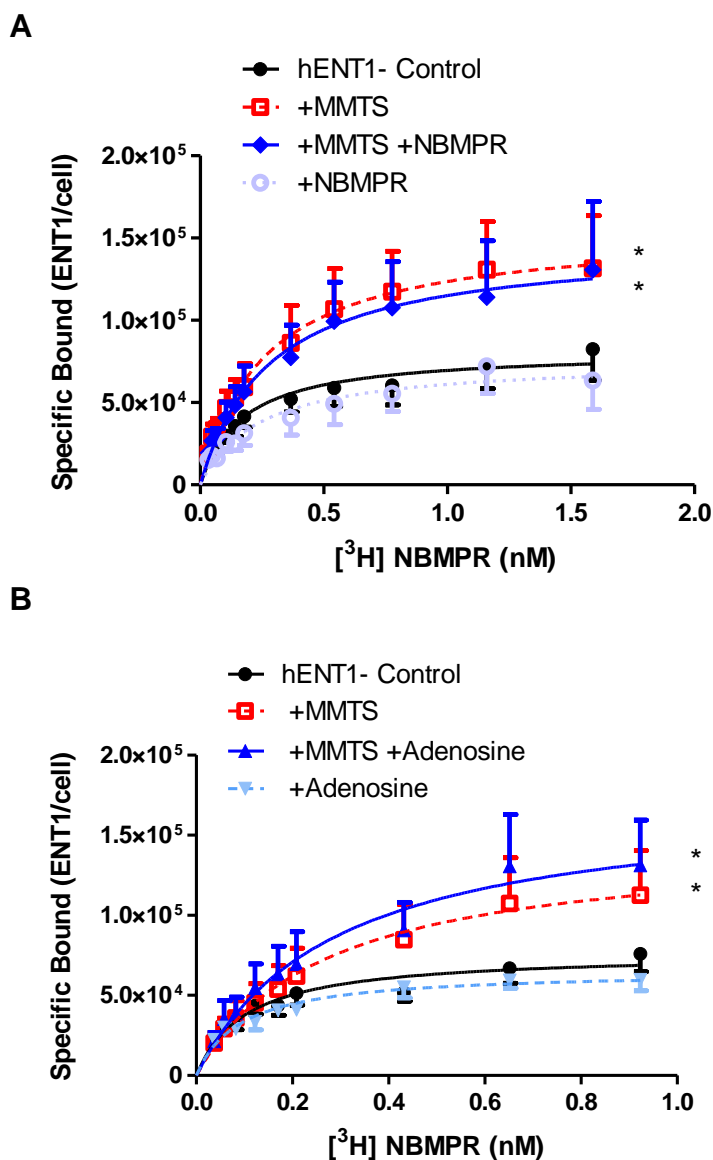 A
hENT1- Control
+MMTS
+MMTS +NBMPR
+NBMPR
2.0×10⁵
1.5×10⁵
1.0×10⁵
5.0×10⁴
0
*
*
0.0 0.5 1.0 1.5 2.0
Specific Bound (ENT1/cell)
[³H] NBMPR (nM)
B
hENT1- Control
+MMTS
+MMTS +Adenosine
+Adenosine
2.0×10⁵
1.5×10⁵
1.0×10⁵
5.0×10⁴
0
*
*
0.0 0.2 0.4 0.6 0.8 1.0
Specific Bound (ENT1/cell)
[³H] NBMPR (nM)